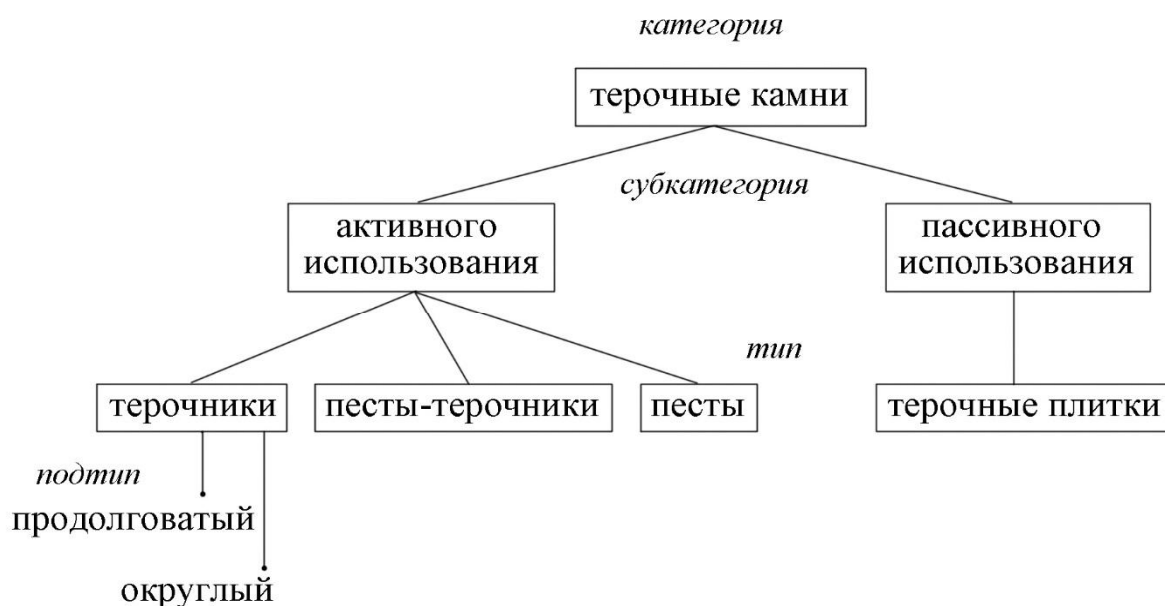 категория
терочные камни
субкатегория
активного
использования
пассивного
использования
тип
терочники
песты-терочники
песты
терочные плитки
подтип
продолговатый
округлый